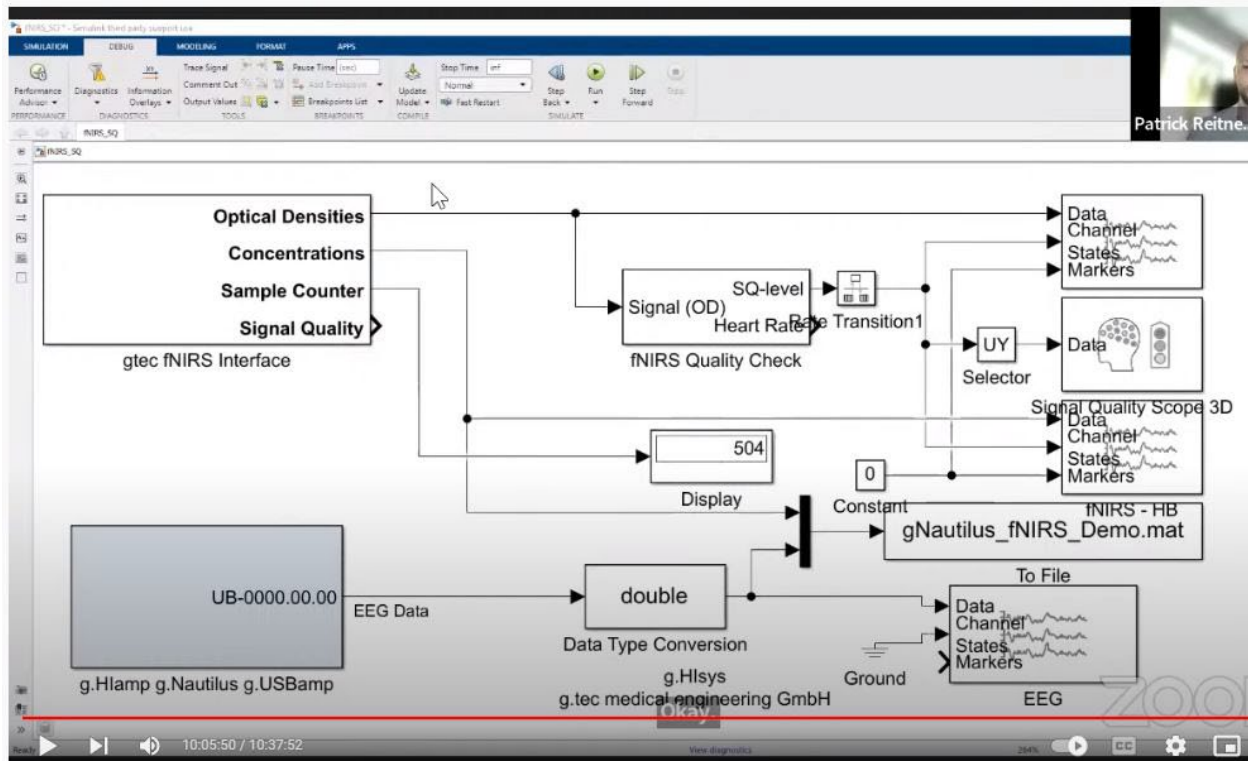 fNIRS_SQ * - Simulink third party support use
SIMULATION DEBUG MODELING FORMAT APPS
Performance Advisor
Diagnostics
Information Overlays
Trace Signal
Comment Out
Output Values
Pause Time (sec)
Add Breakpoint
Breakpoints List
Update Model
Stop Time inf
Normal
Fast Restart
Step Back
Run
Step Forward
Stop
PERFORMANCE DIAGNOSTICS TOOLS BREAKPOINTS COMPILE SIMULATE
Patrick Reitne...
fNIRS_SQ
fNIRS_SQ
Optical Densities
Concentrations
Sample Counter
Signal Quality
gtec fNIRS Interface
Signal (OD)
SQ-level
Heart Rate
fNIRS Quality Check
Rate Transition1
Data
Channel
States
Markers
UY
Selector
Data
Signal Quality Scope 3D
Data
Channel
States
Markers
fNIRS - HB
504
Display
0
Constant
gNautilus_fNIRS_Demo.mat
To File
UB-0000.00.00
EEG Data
g.HIamp g.Nautilus g.USBamp
double
Data Type Conversion
g.HIsys
g.tec medical engineering GmbH
Ground
Data
Channel
States
Markers
EEG
Okay.
ZOO
Ready
10:05:50 / 10:37:52
View diagnostics
264%
CC